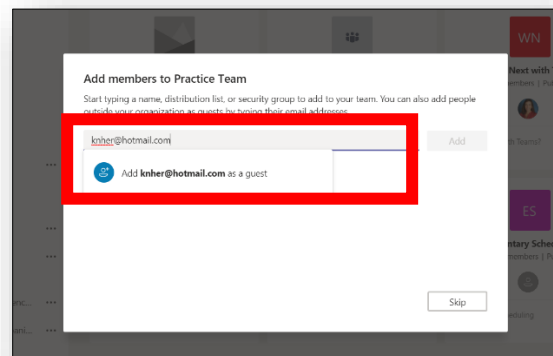 WN
Next with
Add members to Practice Team
Start typing a name, distribution list, or security group to add to your team. You can also add people
outside your organization as guests by typing their email addresses.
knher@hotmail.com
Add
Add knher@hotmail.com as a guest
ES
Skip